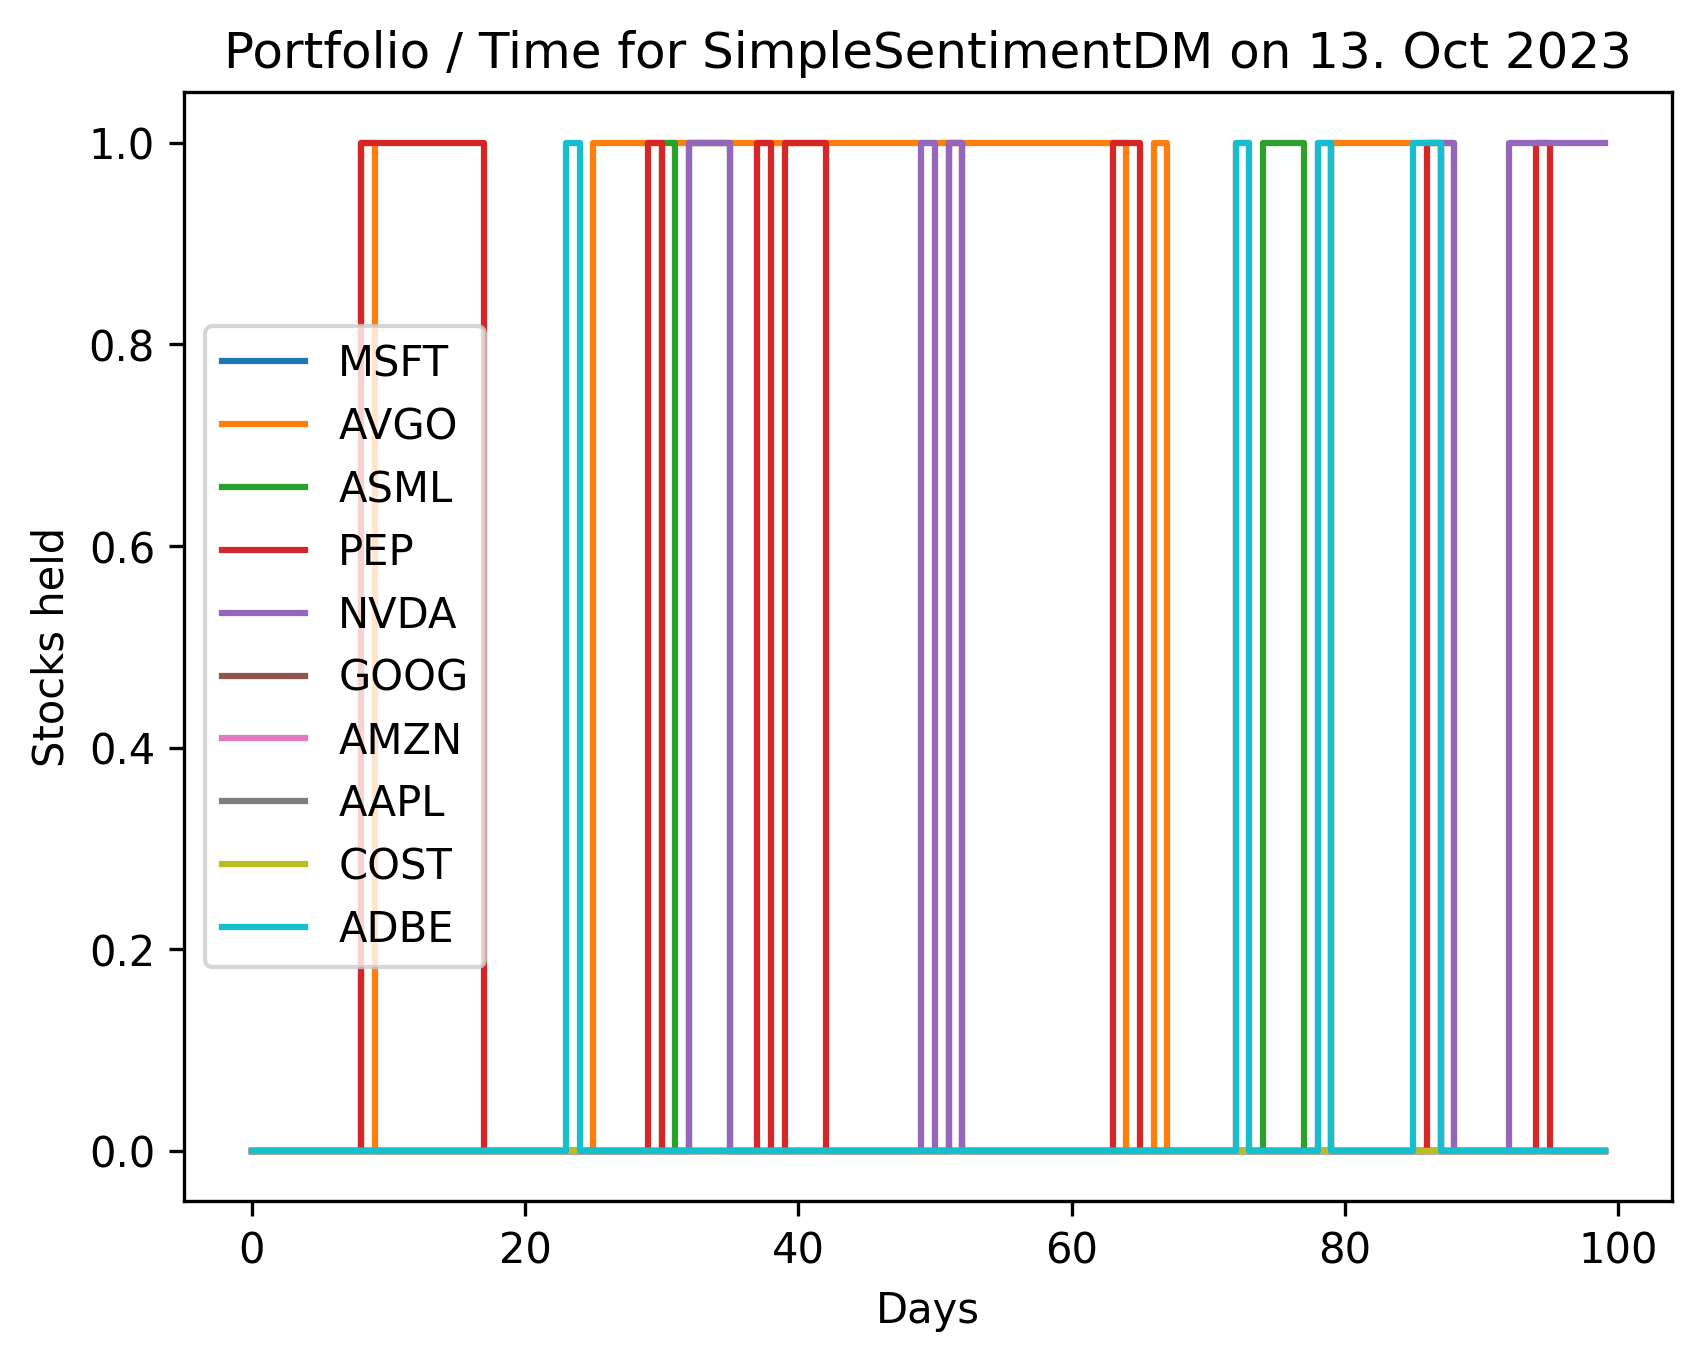 Portfolio / Time for SimpleSentimentDM on 13. Oct 2023
1.0
0.8
0.6
0.4
0.2
0.0
Stocks held
MSFT
AVGO
ASML
PEP
NVDA
GOOG
AMZN
AAPL
COST
ADBE
0 20 40 60 80 100
Days